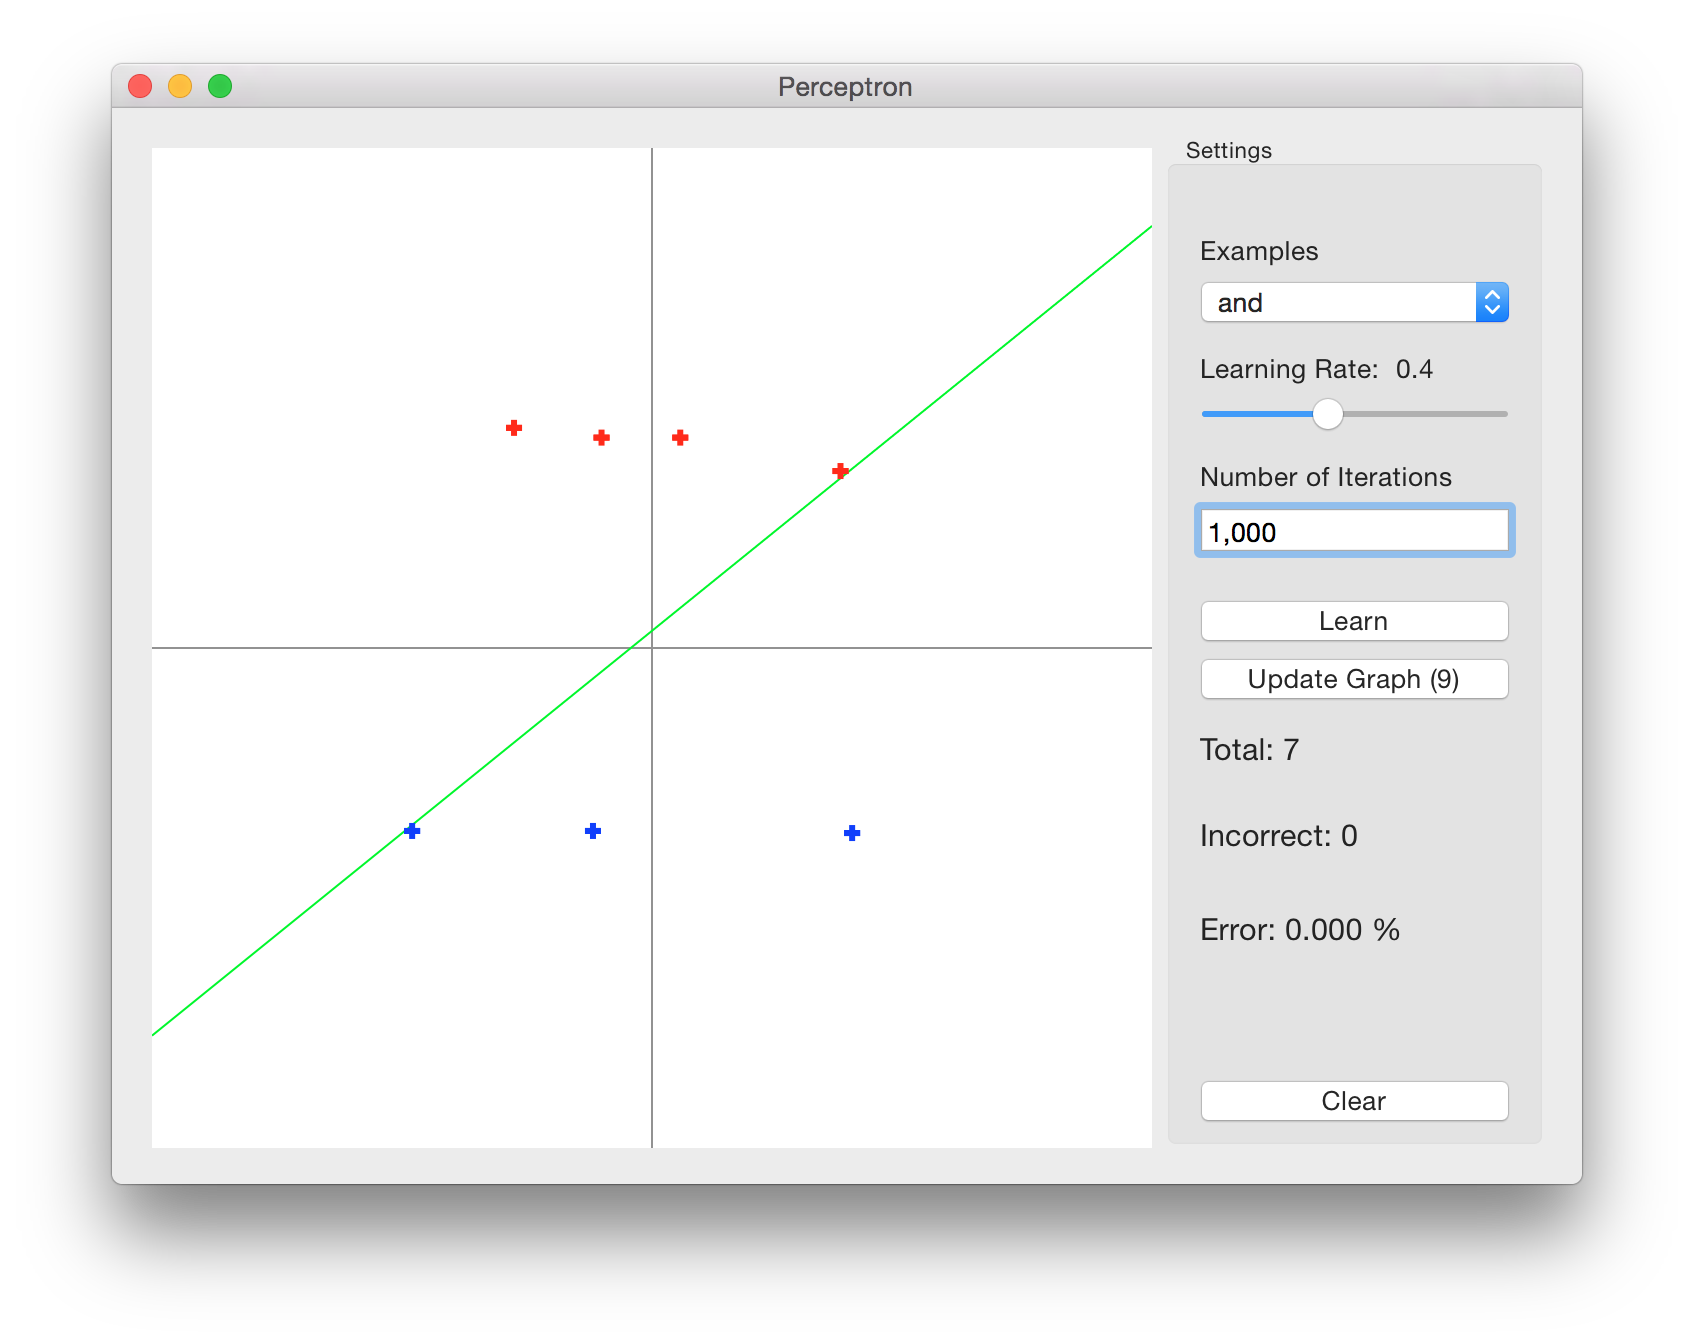 Perceptron
Settings
Examples
and
Learning Rate: 0.4
Number of Iterations
1,000
Learn
Update Graph (9)
Total: 7
Incorrect: 0
Error: 0.000 %
Clear